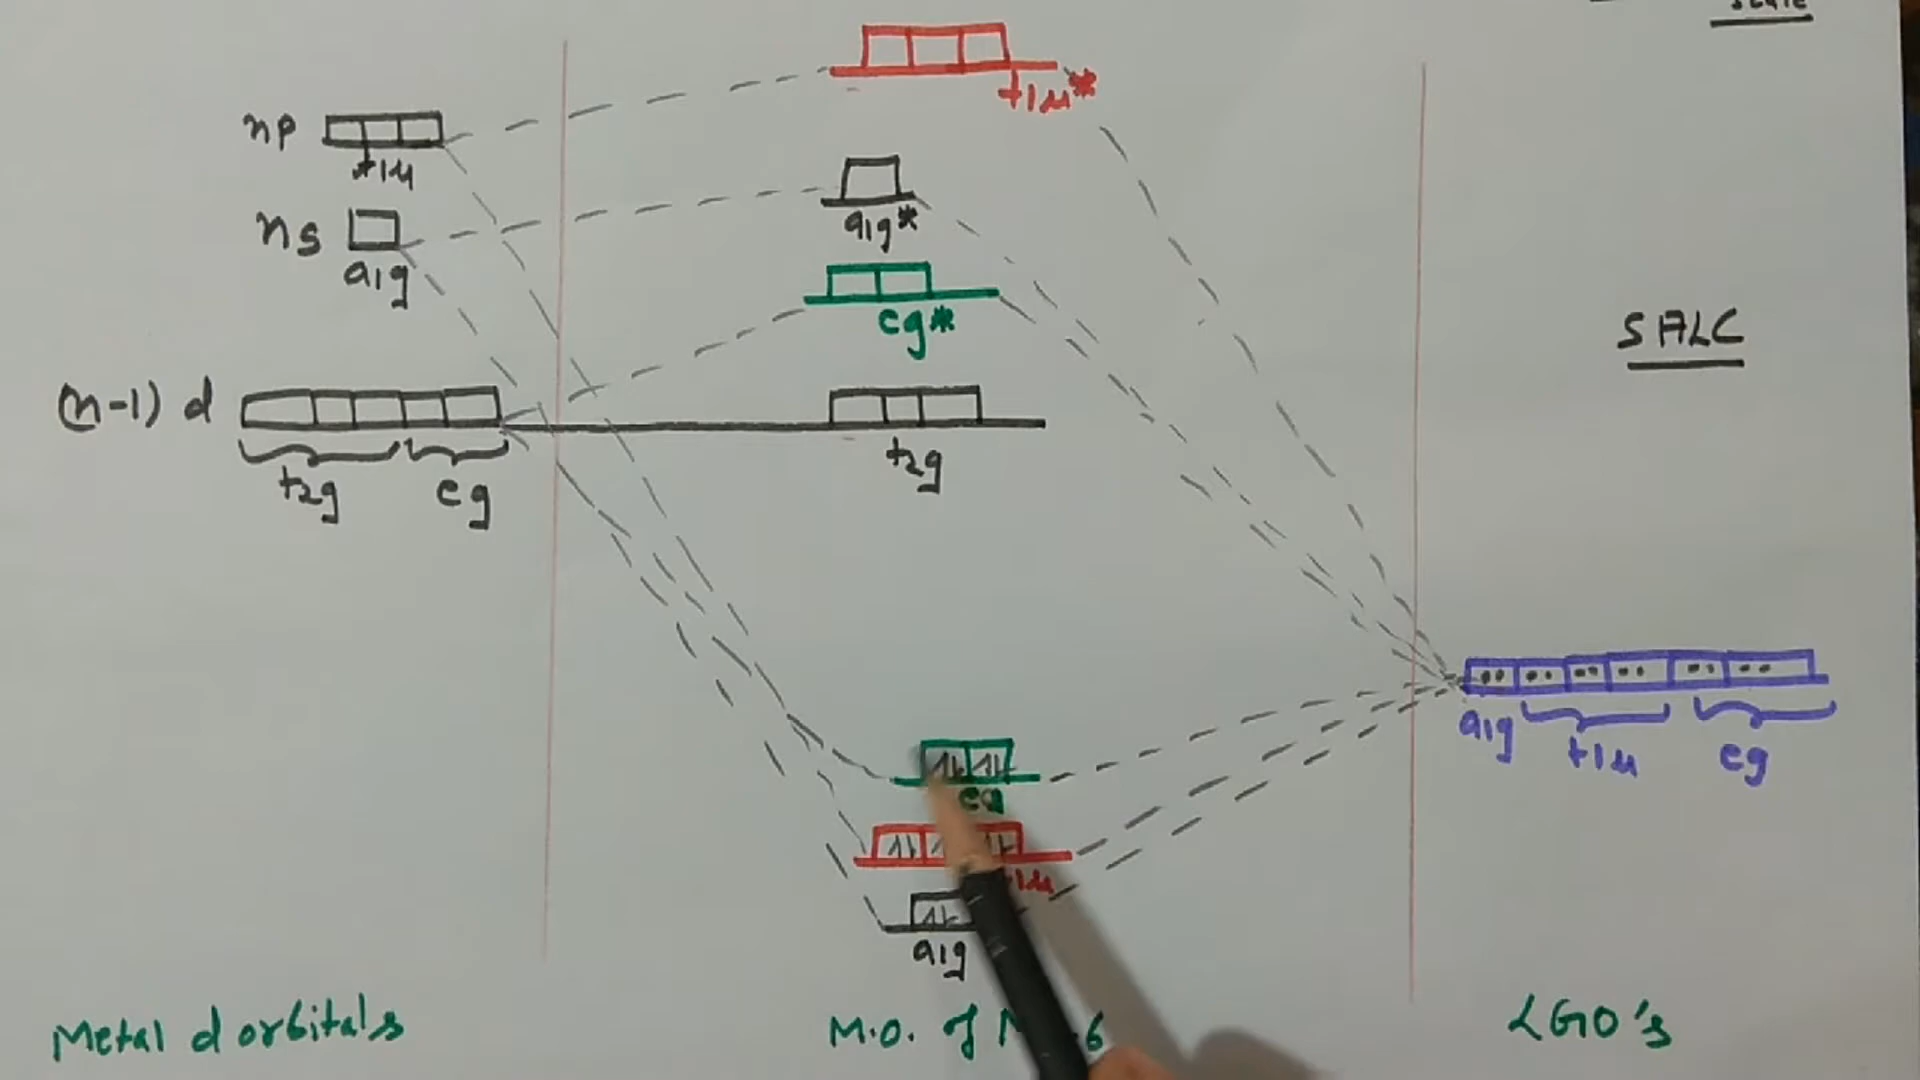 scale
t1u*
np
t1u
a1g*
ns
a1g
eg*
SALC
(n-1) d
t2g
t2g eg
a1g t1u eg
eg
t1u
a1g
Metal d orbitals
M.O. of
LGO's